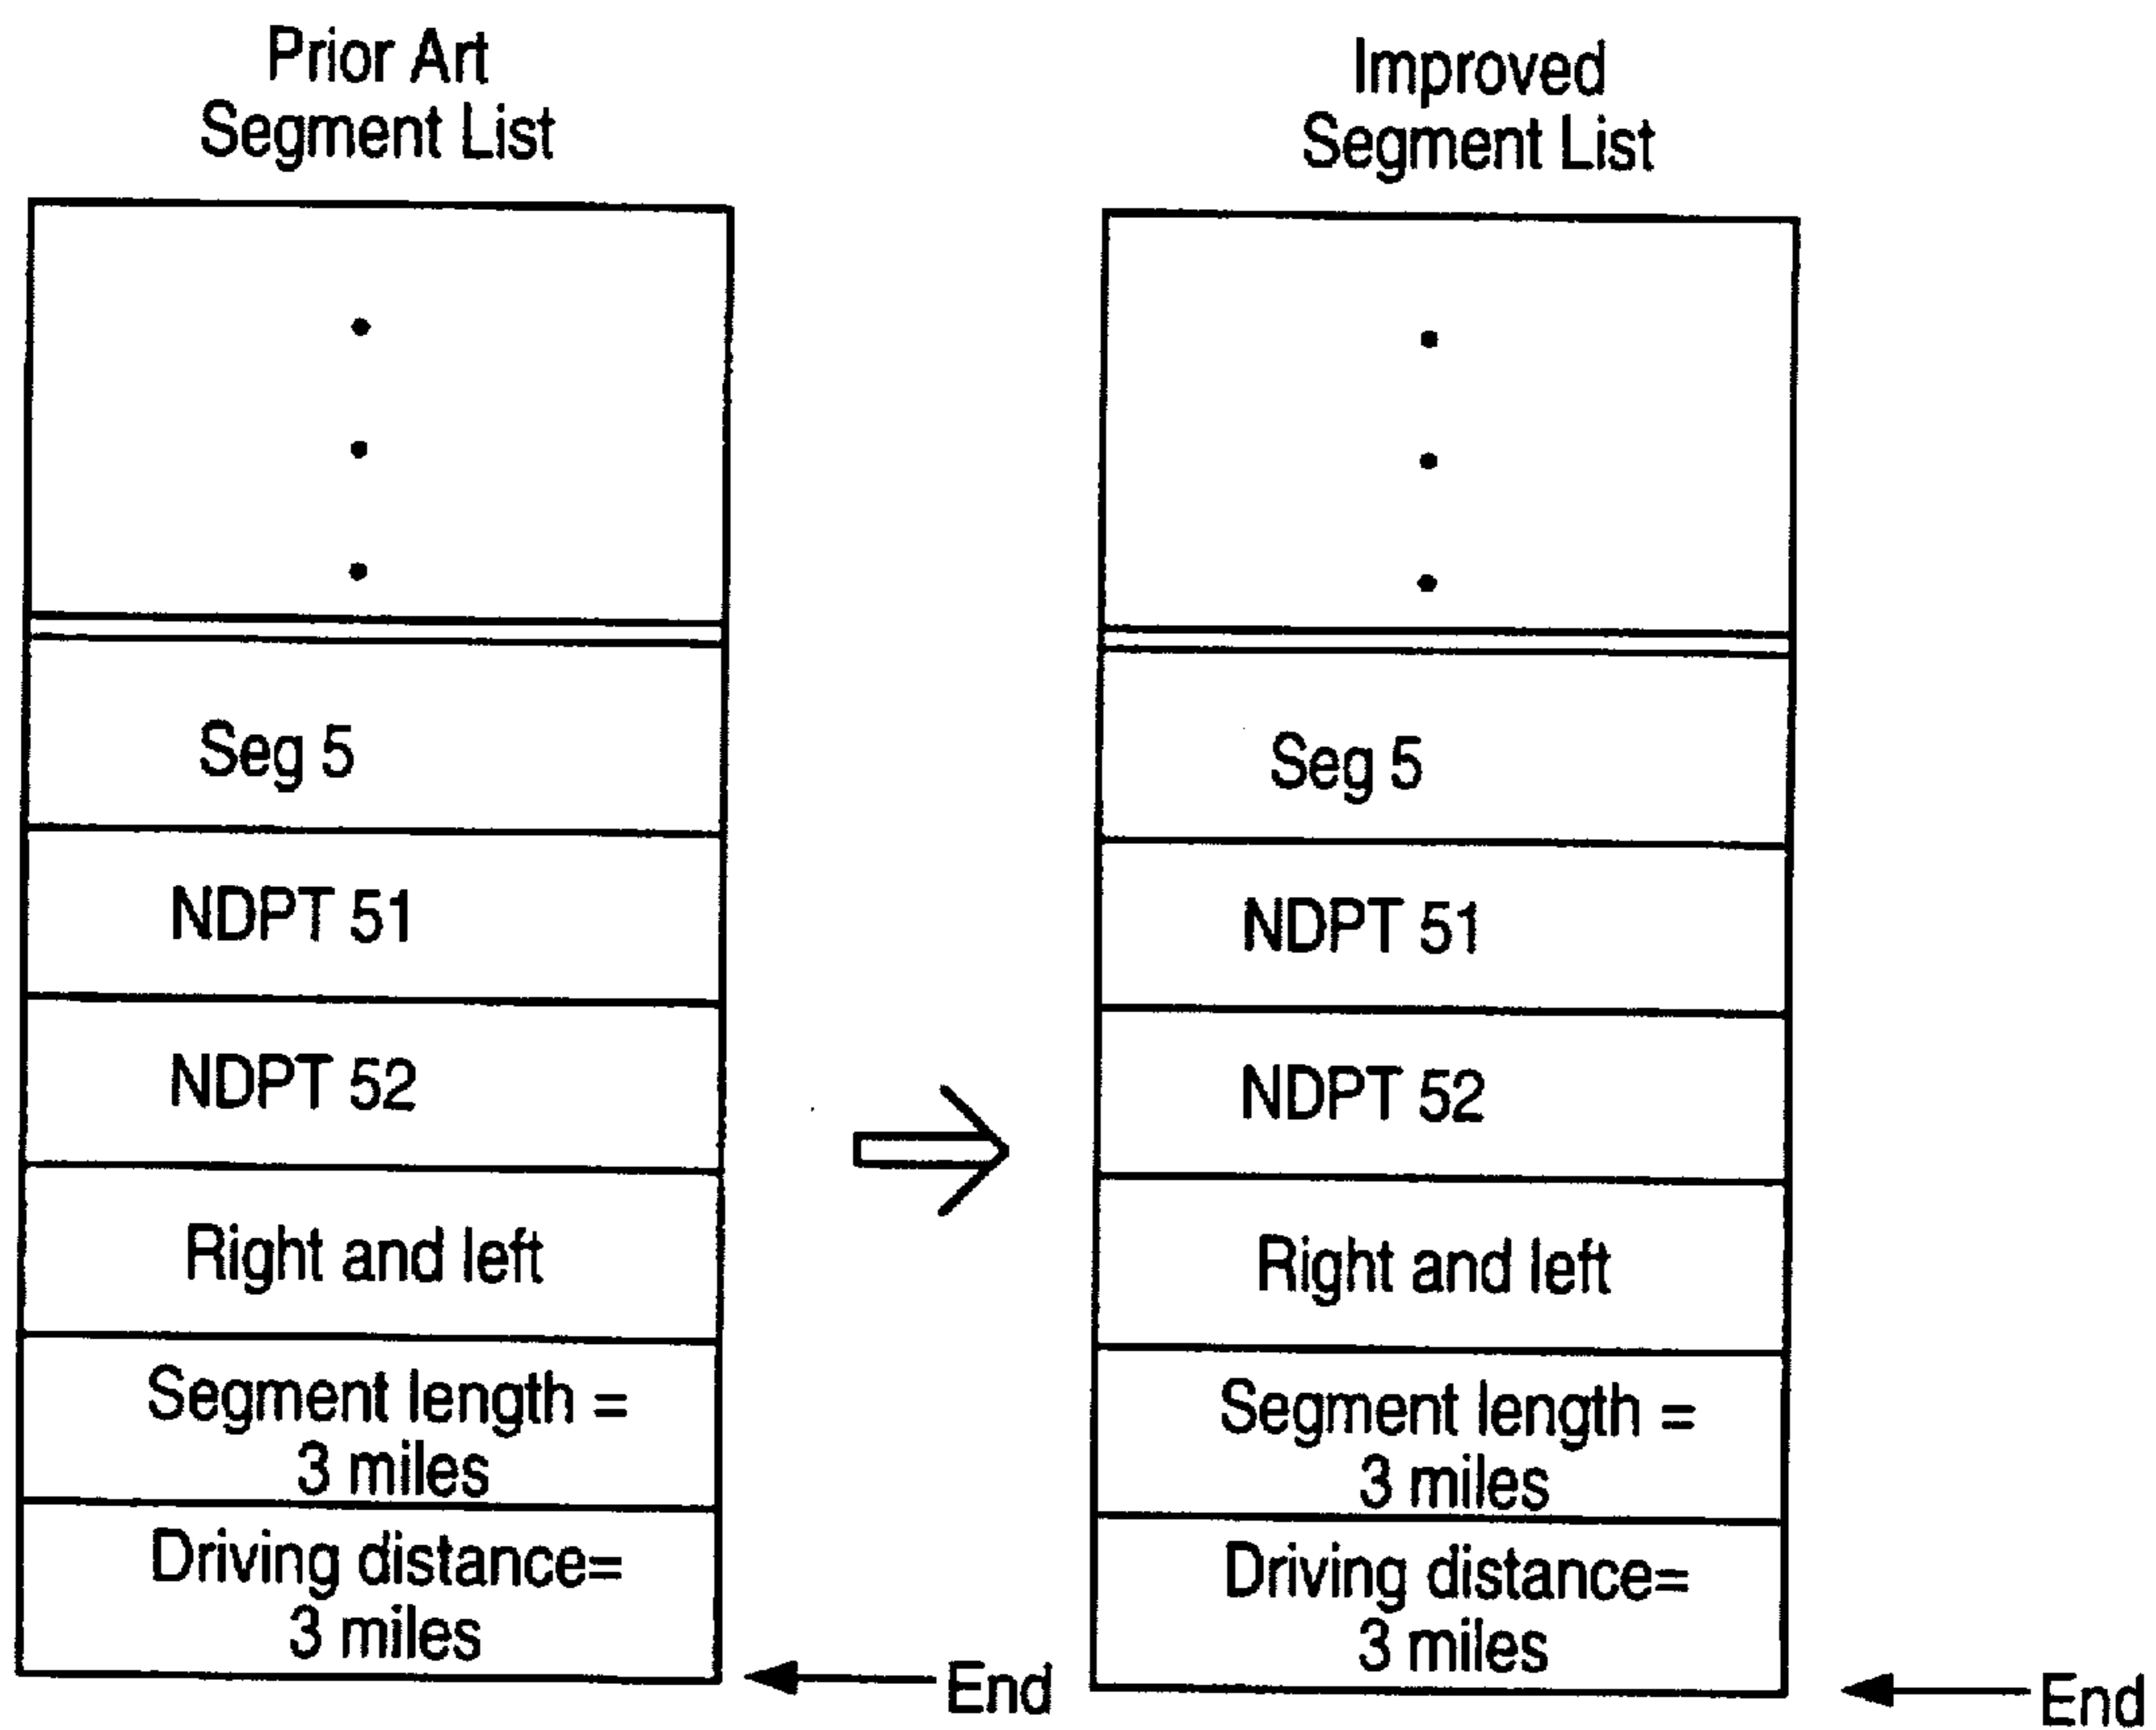 Prior Art
Segment List
Seg 5
NDPT 51
NDPT 52
Right and left
Segment length =
3 miles
Driving distance=
3 miles
End
Improved
Segment List
Seg 5
NDPT 51
NDPT 52
Right and left
Segment length =
3 miles
Driving distance=
3 miles
End